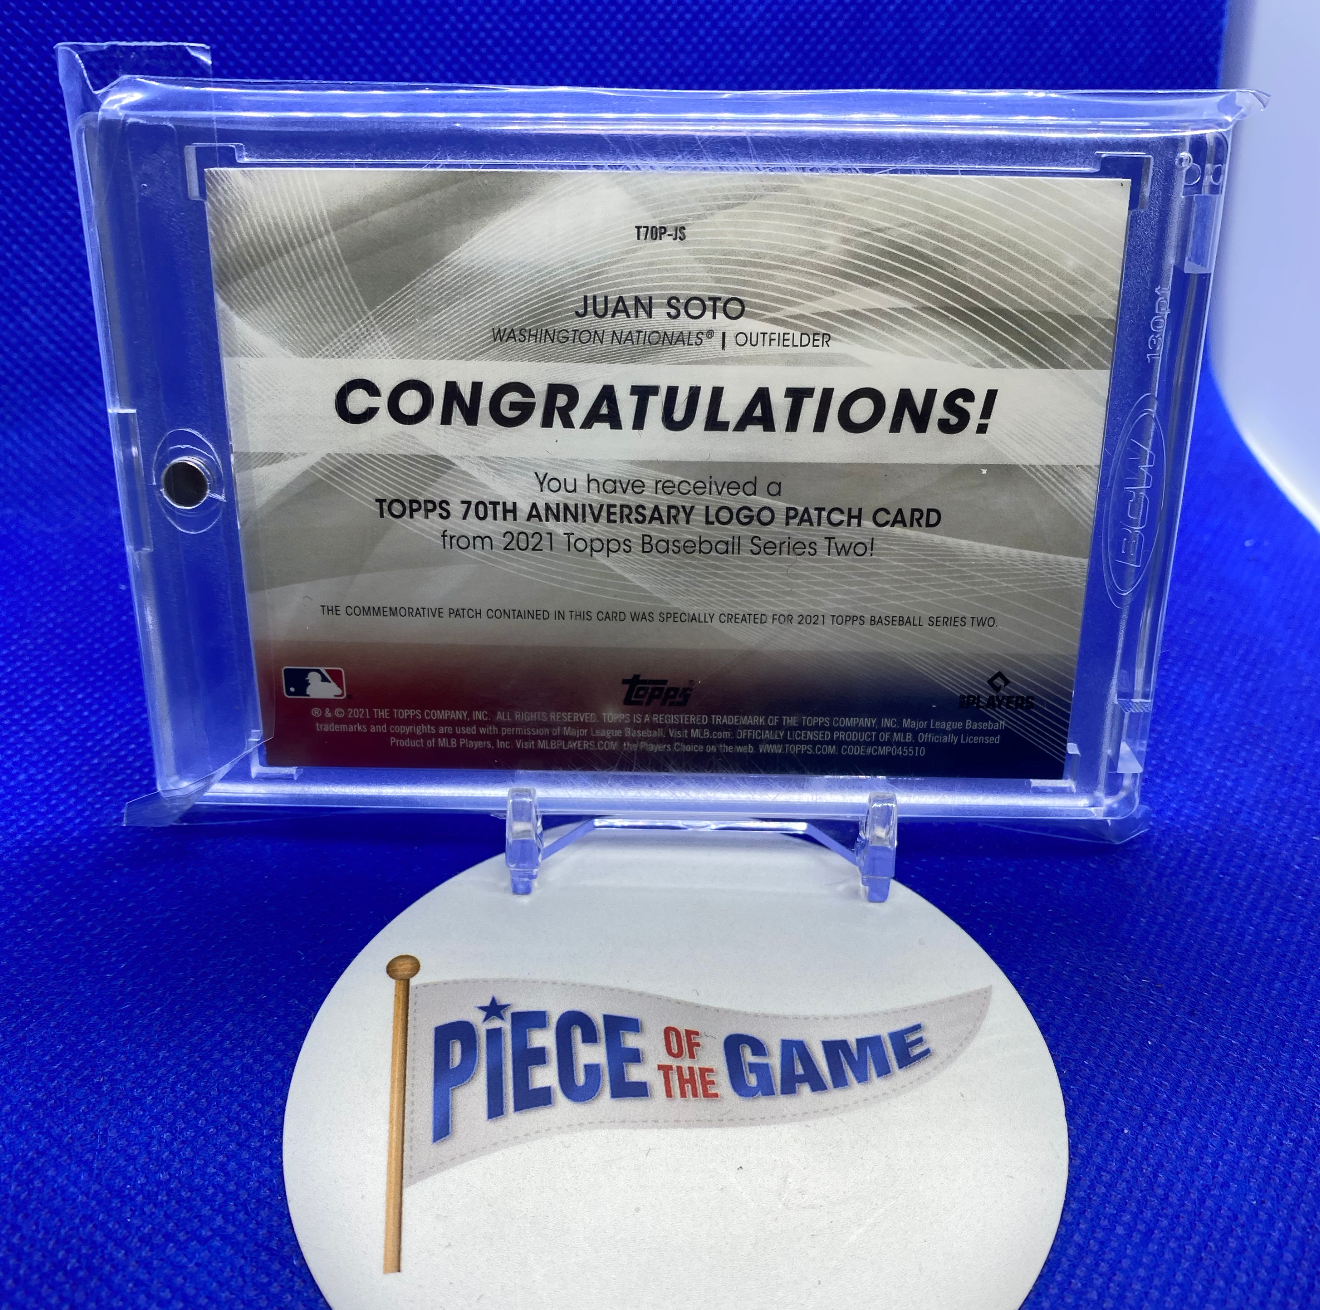 T70P-JS
JUAN SOTO
WASHINGTON NATIONALS® | OUTFIELDER
CONGRATULATIONS!
You have received a
TOPPS 70TH ANNIVERSARY LOGO PATCH CARD
from 2021 Topps Baseball Series Two!
THE COMMEMORATIVE PATCH CONTAINED IN THIS CARD WAS SPECIALLY CREATED FOR 2021 TOPPS BASEBALL SERIES TWO.
Topps
PLAYERS
® & © 2021 THE TOPPS COMPANY, INC. ALL RIGHTS RESERVED. TOPPS IS A REGISTERED TRADEMARK OF THE TOPPS COMPANY, INC. Major League Baseball
trademarks and copyrights are used with permission of Major League Baseball. Visit MLB.com. OFFICIALLY LICENSED PRODUCT OF MLB. Officially Licensed
Product of MLB Players, Inc. Visit MLBPLAYERS.COM, the Players Choice on the web. WWW.TOPPS.COM. CODE#CMP045510
130pt
BCW
PIECE OF THE GAME